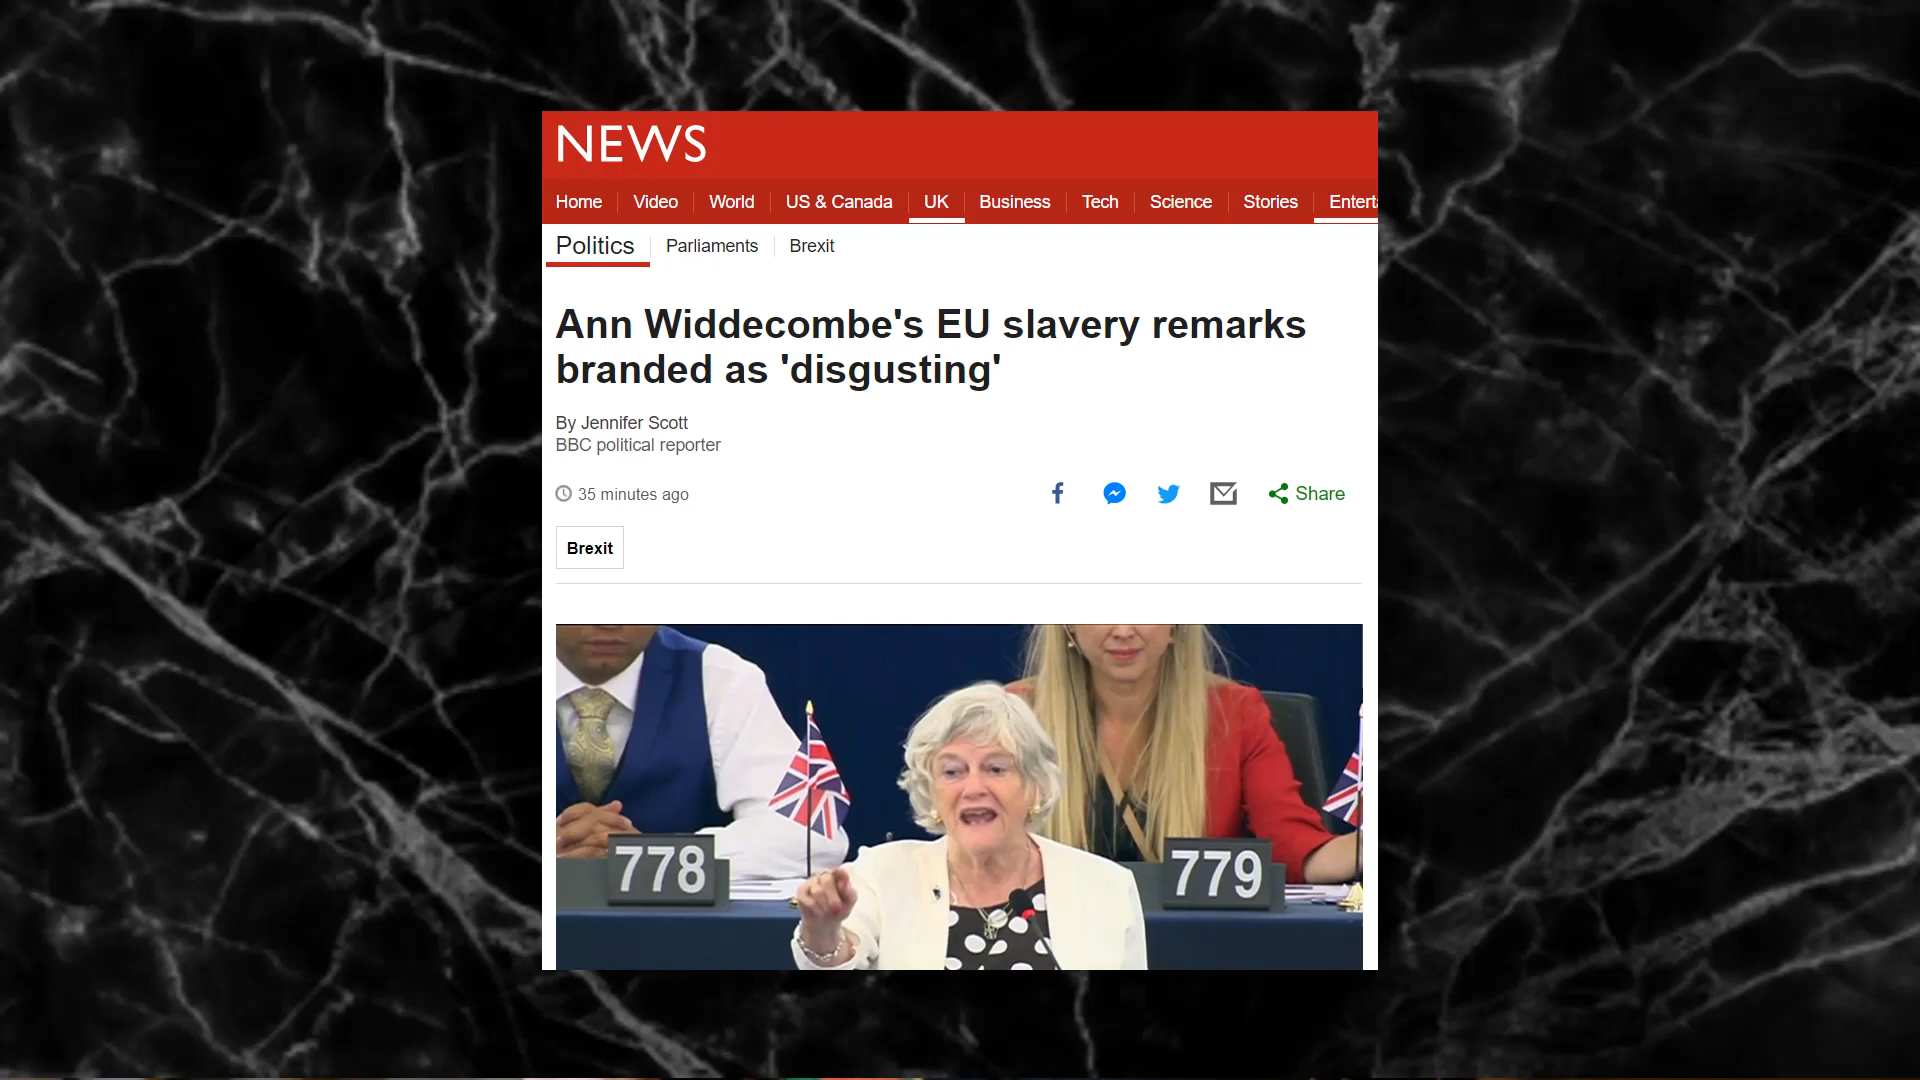 NEWS
Home Video World US & Canada UK Business Tech Science Stories Entert
Politics Parliaments Brexit
Ann Widdecombe's EU slavery remarks
branded as 'disgusting'
By Jennifer Scott
BBC political reporter
35 minutes ago
Share
Brexit
778
779